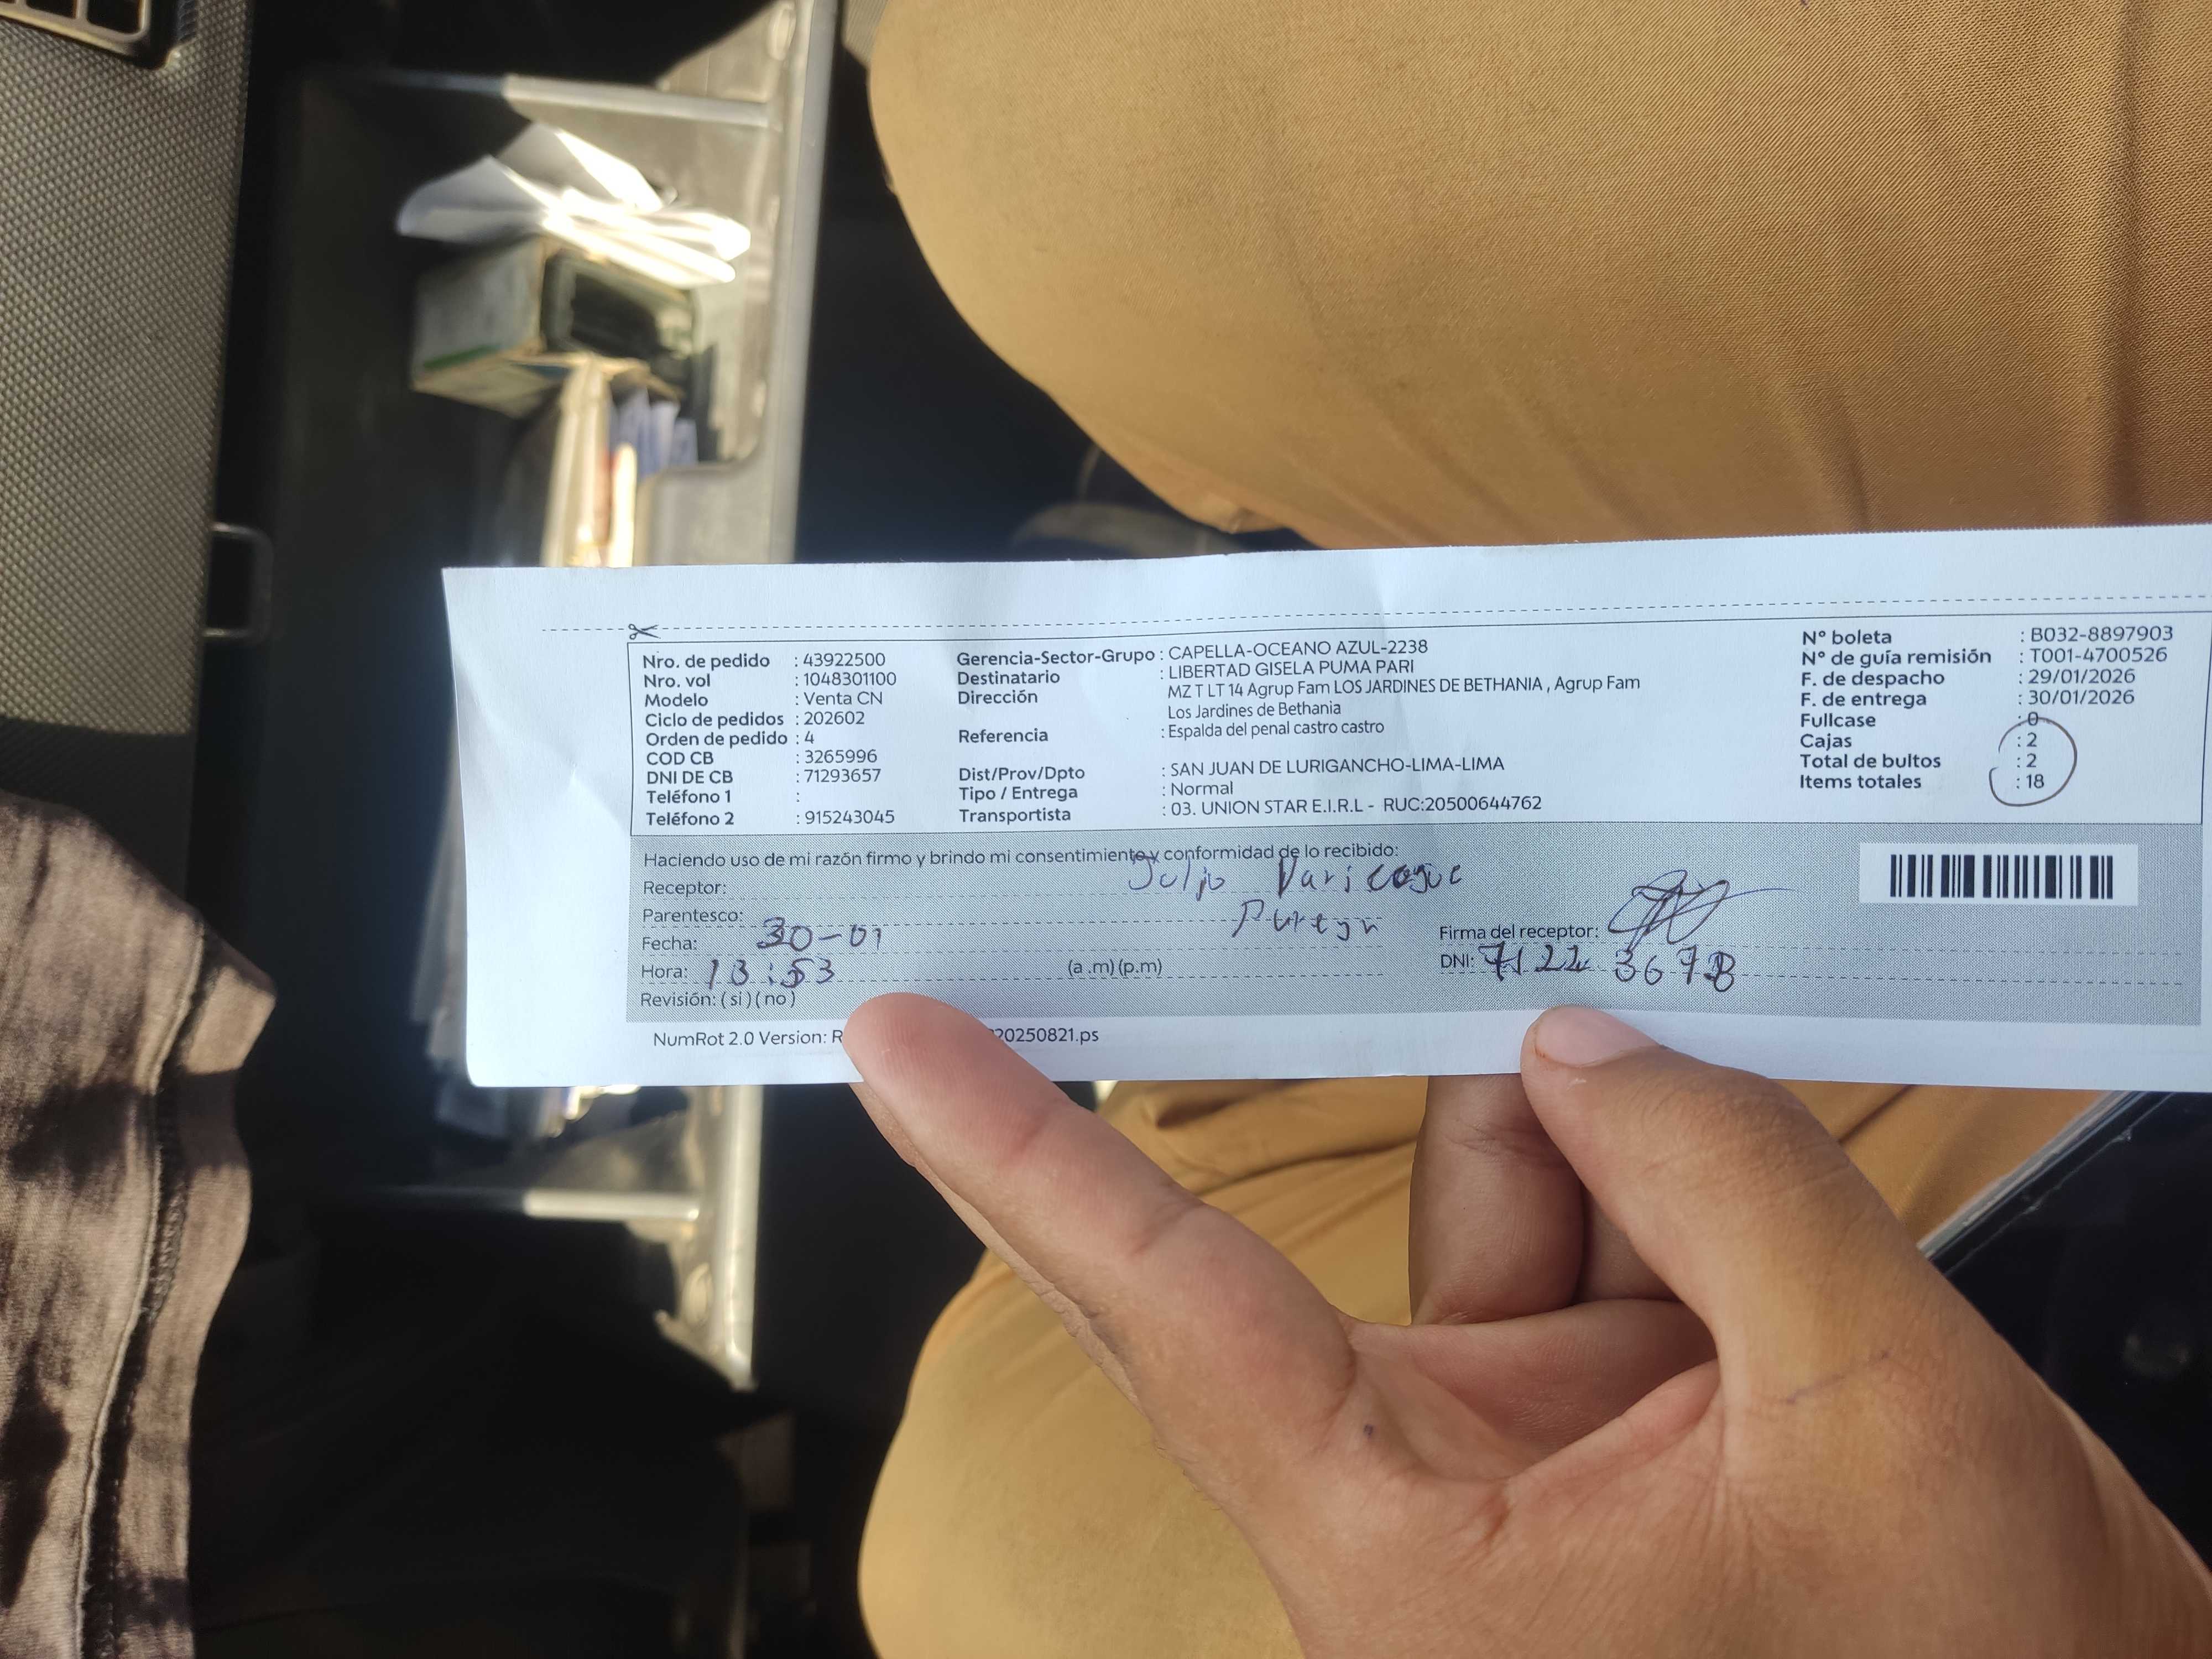 Nro. de pedido : 43922500
Nro. vol : 1048301100
Modelo : Venta CN
Ciclo de pedidos : 202602
Orden de pedido : 4
COD CB : 3265996
DNI DE CB : 71293657
Teléfono 1 :
Teléfono 2 : 915243045
Gerencia-Sector-Grupo : CAPELLA-OCEANO AZUL-2238
Destinatario : LIBERTAD GISELA PUMA PARI
Dirección MZ T LT 14 Agrup Fam LOS JARDINES DE BETHANIA , Agrup Fam
Los Jardines de Bethania
Referencia : Espalda del penal castro castro
Dist/Prov/Dpto : SAN JUAN DE LURIGANCHO-LIMA-LIMA
Tipo / Entrega : Normal
Transportista : 03. UNION STAR E.I.R.L - RUC:20500644762
N° boleta : B032-8897903
N° de guía remisión : T001-4700526
F. de despacho : 29/01/2026
F. de entrega : 30/01/2026
Fullcase : 0
Cajas : 2
Total de bultos : 2
Items totales : 18
Haciendo uso de mi razón firmo y brindo mi consentimiento y conformidad de lo recibido:
Receptor: Julio
Parentesco:
Fecha: 30-01
Hora: 13:53 (a .m) (p.m)
Revisión: ( si ) ( no )
Firma del receptor:
DNI: 7122 3678
NumRot 2.0 Version: R 20250821.ps